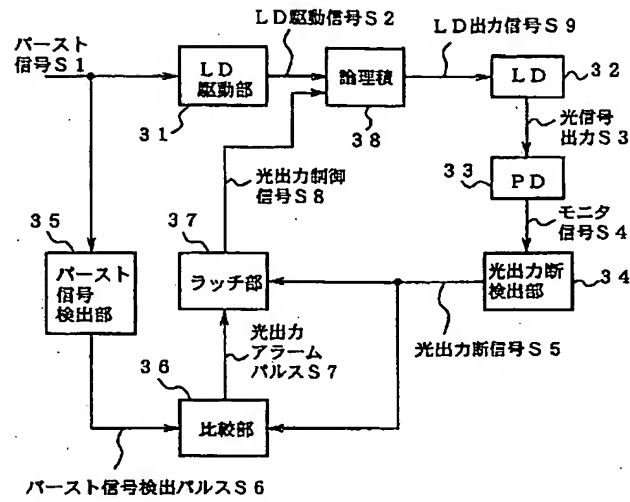 LD駆動信号S2
LD出力信号S9
バースト
信号S1
LD
駆動部
31
論理積
38
LD
32
光信号
出力S3
光出力制御
信号S8
33
PD
モニタ
信号S4
35
バースト
信号
検出部
37
ラッチ部
光出力断
検出部
34
光出力
アラーム
パルスS7
光出力断信号S5
36
比較部
バースト信号検出パルスS6